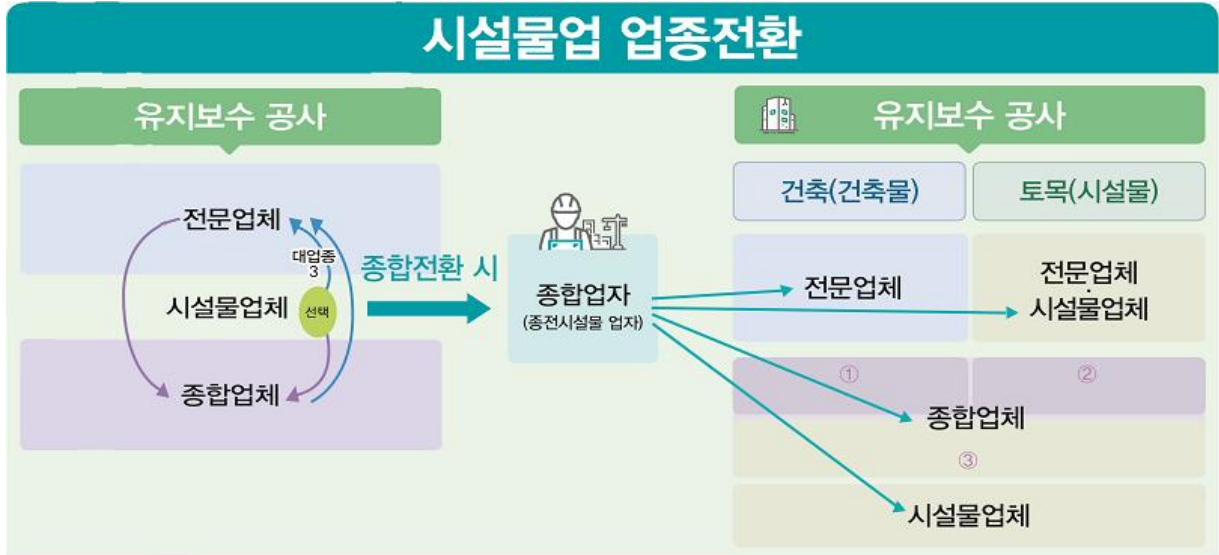 시설물업 업종전환
유지보수 공사
전문업체
대업종
3
시설물업체
선택
종합업체
종합전환 시
종합업자
(종전시설물 업자)
유지보수 공사
건축(건축물)
토목(시설물)
전문업체
전문업체
·
시설물업체
①
②
종합업체
③
시설물업체